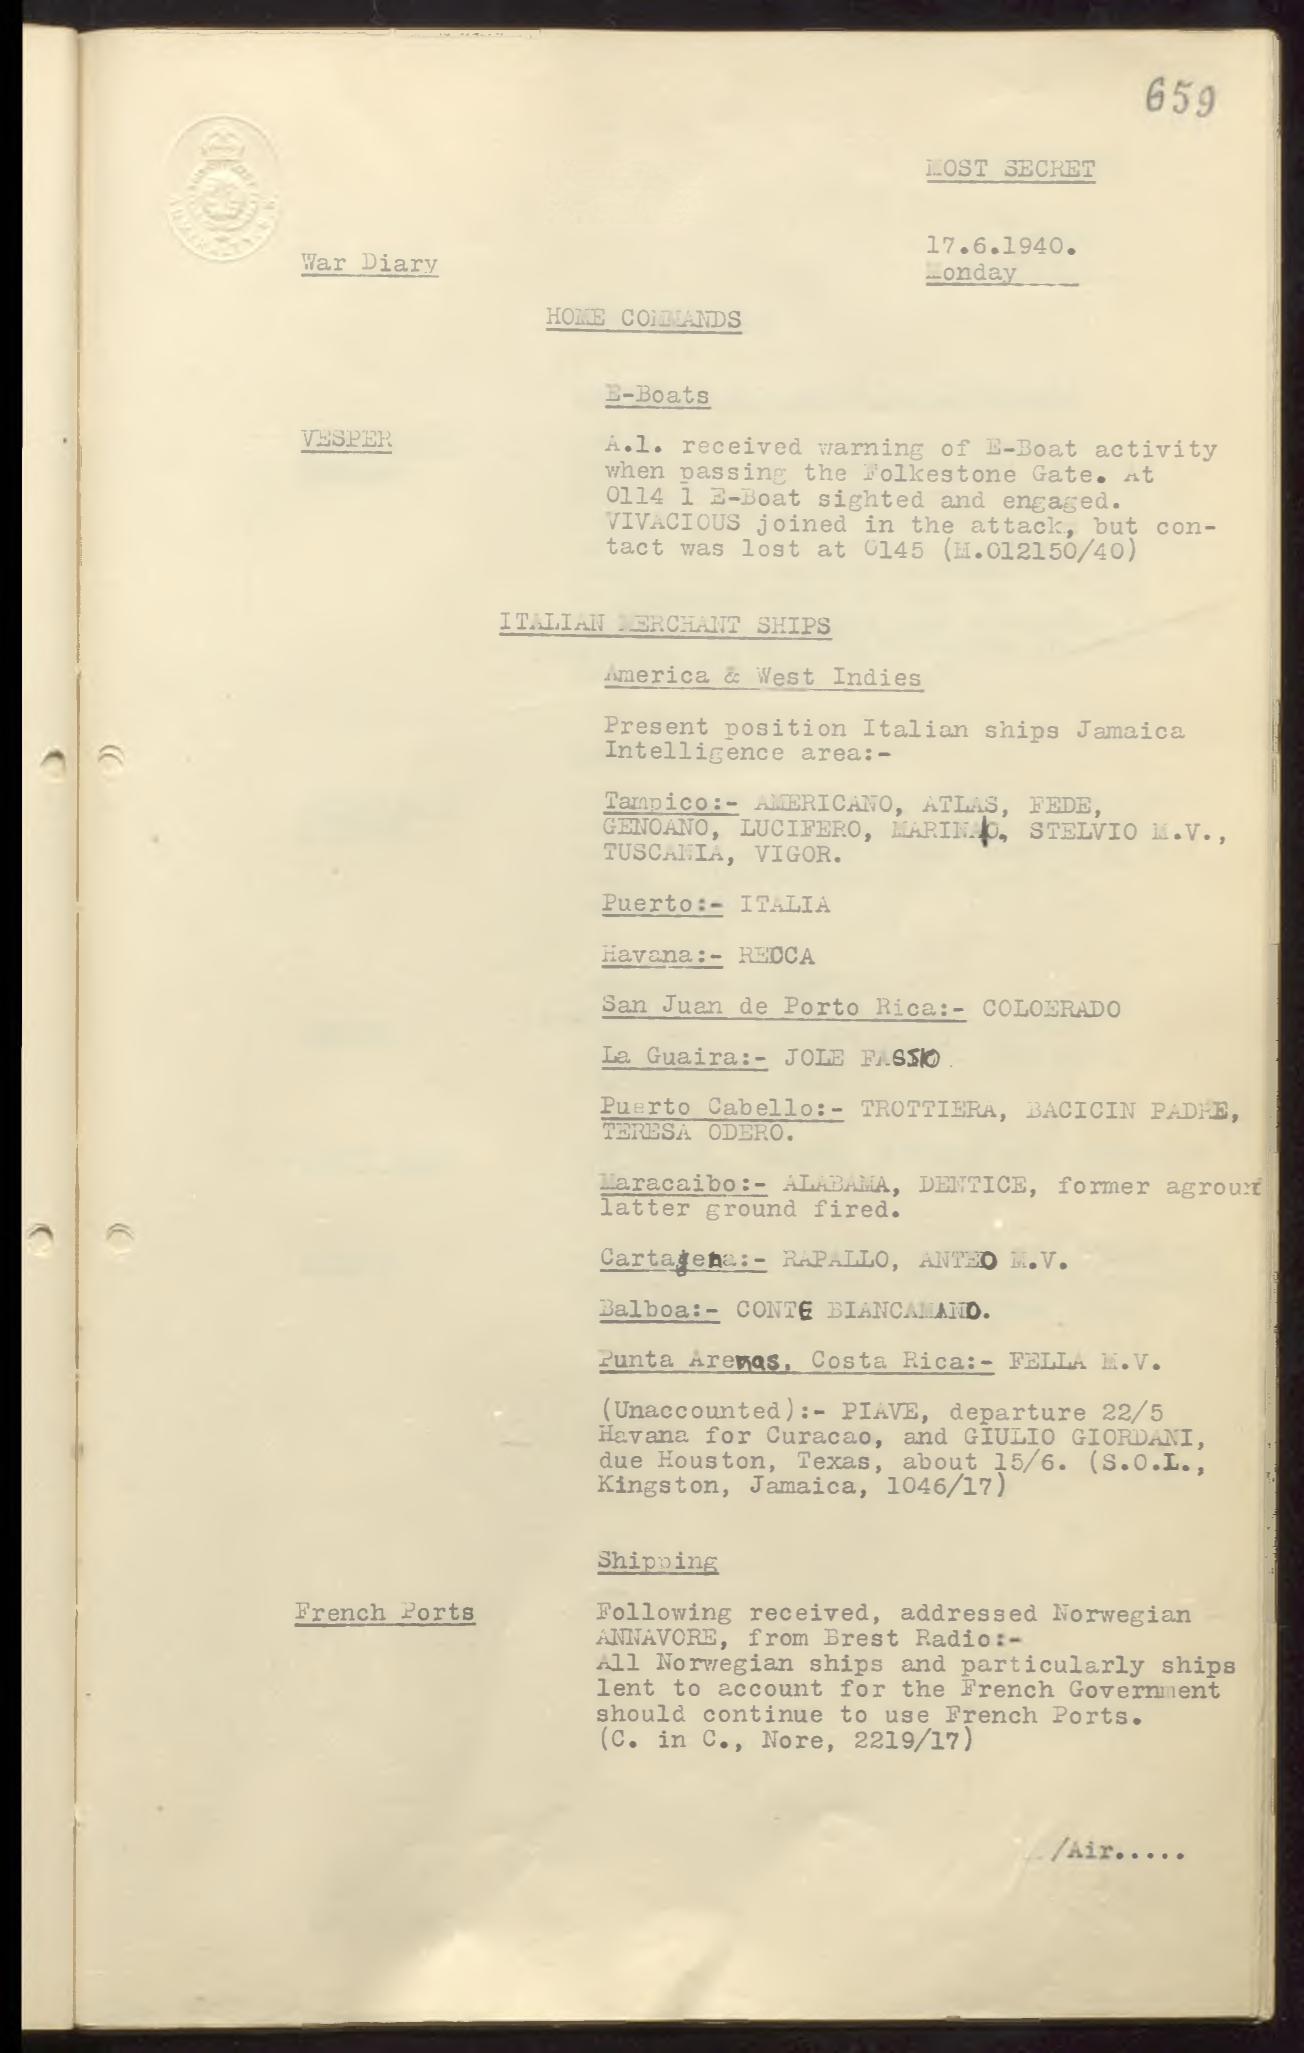 659
MOST SECRET
17.6.1940.
Monday
War Diary
HOME COMMANDS
E-Boats
VESPER
A.1. received warning of E-Boat activity
when passing the Folkestone Gate. At
0114 1 E-Boat sighted and engaged.
VIVACIOUS joined in the attack, but con-
tact was lost at 0145 (M.012150/40)
ITALIAN MERCHANT SHIPS
America & West Indies
Present position Italian ships Jamaica
Intelligence area:-
Tampico:- AMERICANO, ATLAS, FEDE,
GENOANO, LUCIFERO, MARINAO, STELVIO M.V.,
TUSCANIA, VIGOR.
Puerto:- ITALIA
Havana:- RECCA
San Juan de Porto Rica:- COLOERADO
La Guaira:- JOLE FASSIO
Puerto Cabello:- TROTTIERA, BACICIN PADRE,
TERESA ODERO.
Maracaibo:- ALABAMA, DENTICE, former aground
latter ground fired.
Cartagena:- RAPALLO, ANTEO M.V.
Balboa:- CONTE BIANCAMANO.
Punta Arenas, Costa Rica:- FELLA M.V.
(Unaccounted):- PIAVE, departure 22/5
Havana for Curacao, and GIULIO GIORDANI,
due Houston, Texas, about 15/6. (S.O.I.,
Kingston, Jamaica, 1046/17)
Shipping
French Ports
Following received, addressed Norwegian
ANNAVORE, from Brest Radio:-
All Norwegian ships and particularly ships
lent to account for the French Government
should continue to use French Ports.
(C. in C., Nore, 2219/17)
/Air.....